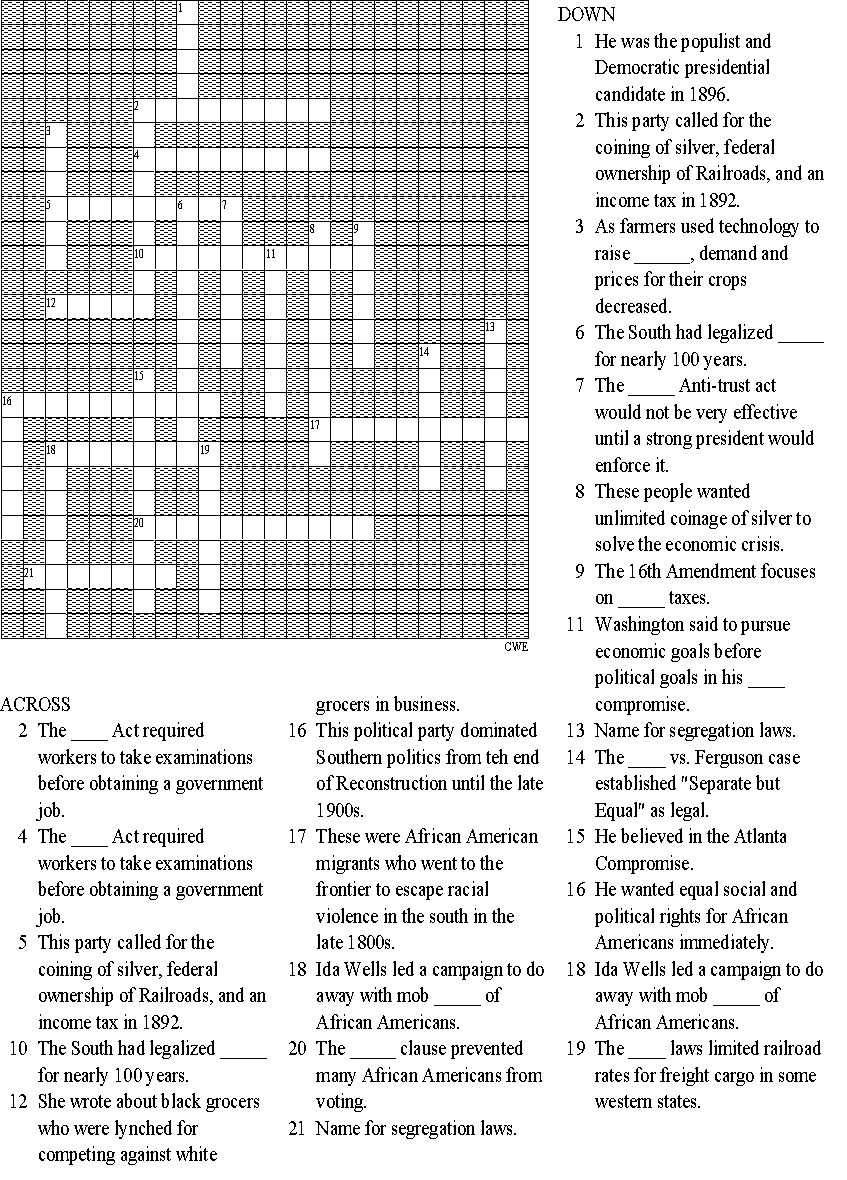 1
2
3
4
5
6
7
8
9
10
11
12
13
14
15
16
17
18
19
20
21
CWE
DOWN
1 He was the populist and
Democratic presidential
candidate in 1896.
2 This party called for the
coining of silver, federal
ownership of Railroads, and an
income tax in 1892.
3 As farmers used technology to
raise ______, demand and
prices for their crops
decreased.
6 The South had legalized _____
for nearly 100 years.
7 The _____ Anti-trust act
would not be very effective
until a strong president would
enforce it.
8 These people wanted
unlimited coinage of silver to
solve the economic crisis.
9 The 16th Amendment focuses
on _____ taxes.
11 Washington said to pursue
economic goals before
political goals in his ____
compromise.
13 Name for segregation laws.
14 The ____ vs. Ferguson case
established "Separate but
Equal" as legal.
15 He believed in the Atlanta
Compromise.
16 He wanted equal social and
political rights for African
Americans immediately.
18 Ida Wells led a campaign to do
away with mob _____ of
African Americans.
19 The ____ laws limited railroad
rates for freight cargo in some
western states.
ACROSS
2 The ____ Act required
workers to take examinations
before obtaining a government
job.
4 The ____ Act required
workers to take examinations
before obtaining a government
job.
5 This party called for the
coining of silver, federal
ownership of Railroads, and an
income tax in 1892.
10 The South had legalized _____
for nearly 100 years.
12 She wrote about black grocers
who were lynched for
competing against white
grocers in business.
16 This political party dominated
Southern politics from teh end
of Reconstruction until the late
1900s.
17 These were African American
migrants who went to the
frontier to escape racial
violence in the south in the
late 1800s.
18 Ida Wells led a campaign to do
away with mob _____ of
African Americans.
20 The _____ clause prevented
many African Americans from
voting.
21 Name for segregation laws.